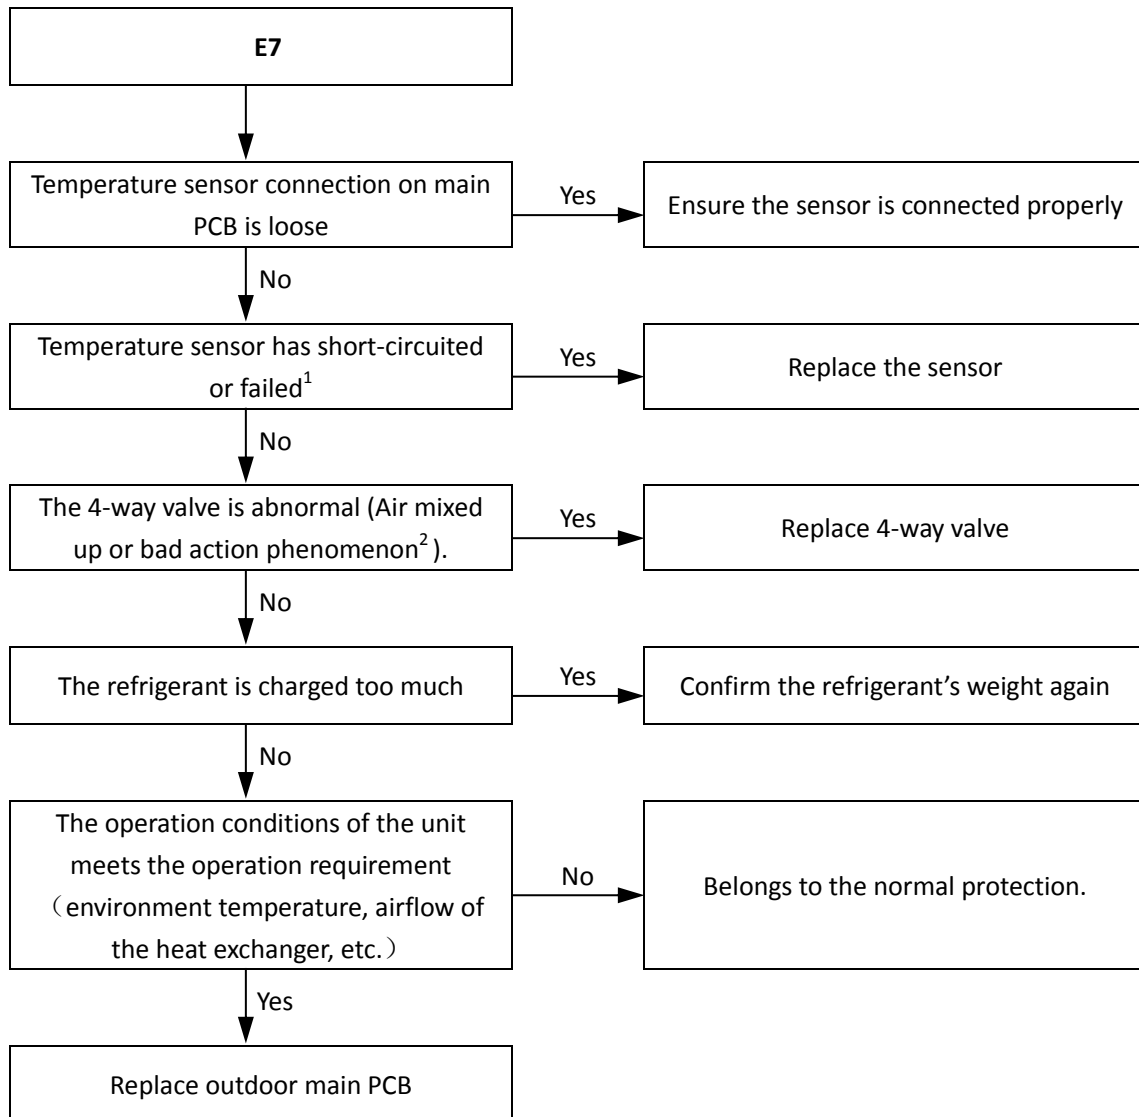 E7
Temperature sensor connection on main
PCB is loose
Yes
Ensure the sensor is connected properly
No
Temperature sensor has short-circuited
or failed1
Yes
Replace the sensor
No
The 4-way valve is abnormal (Air mixed
up or bad action phenomenon2 ).
Yes
Replace 4-way valve
No
The refrigerant is charged too much
Yes
Confirm the refrigerant’s weight again
No
The operation conditions of the unit
meets the operation requirement
（environment temperature, airflow of
the heat exchanger, etc.）
No
Belongs to the normal protection.
Yes
Replace outdoor main PCB